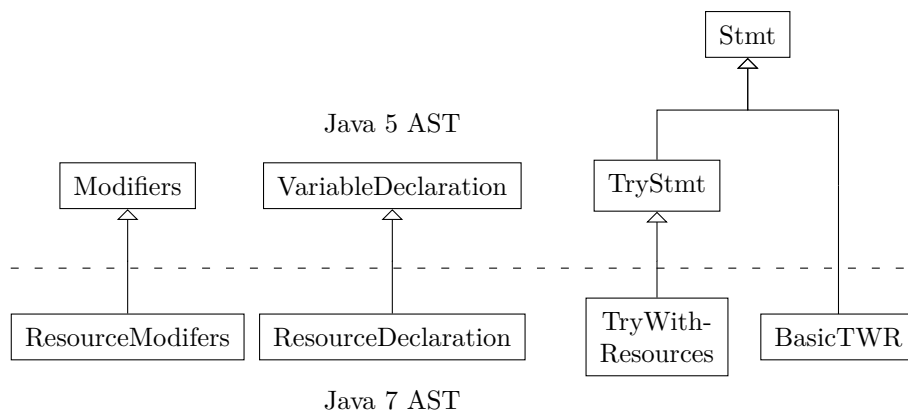 Stmt
Java 5 AST
Modifiers
VariableDeclaration
TryStmt
ResourceModifers
ResourceDeclaration
TryWith-
Resources
BasicTWR
Java 7 AST